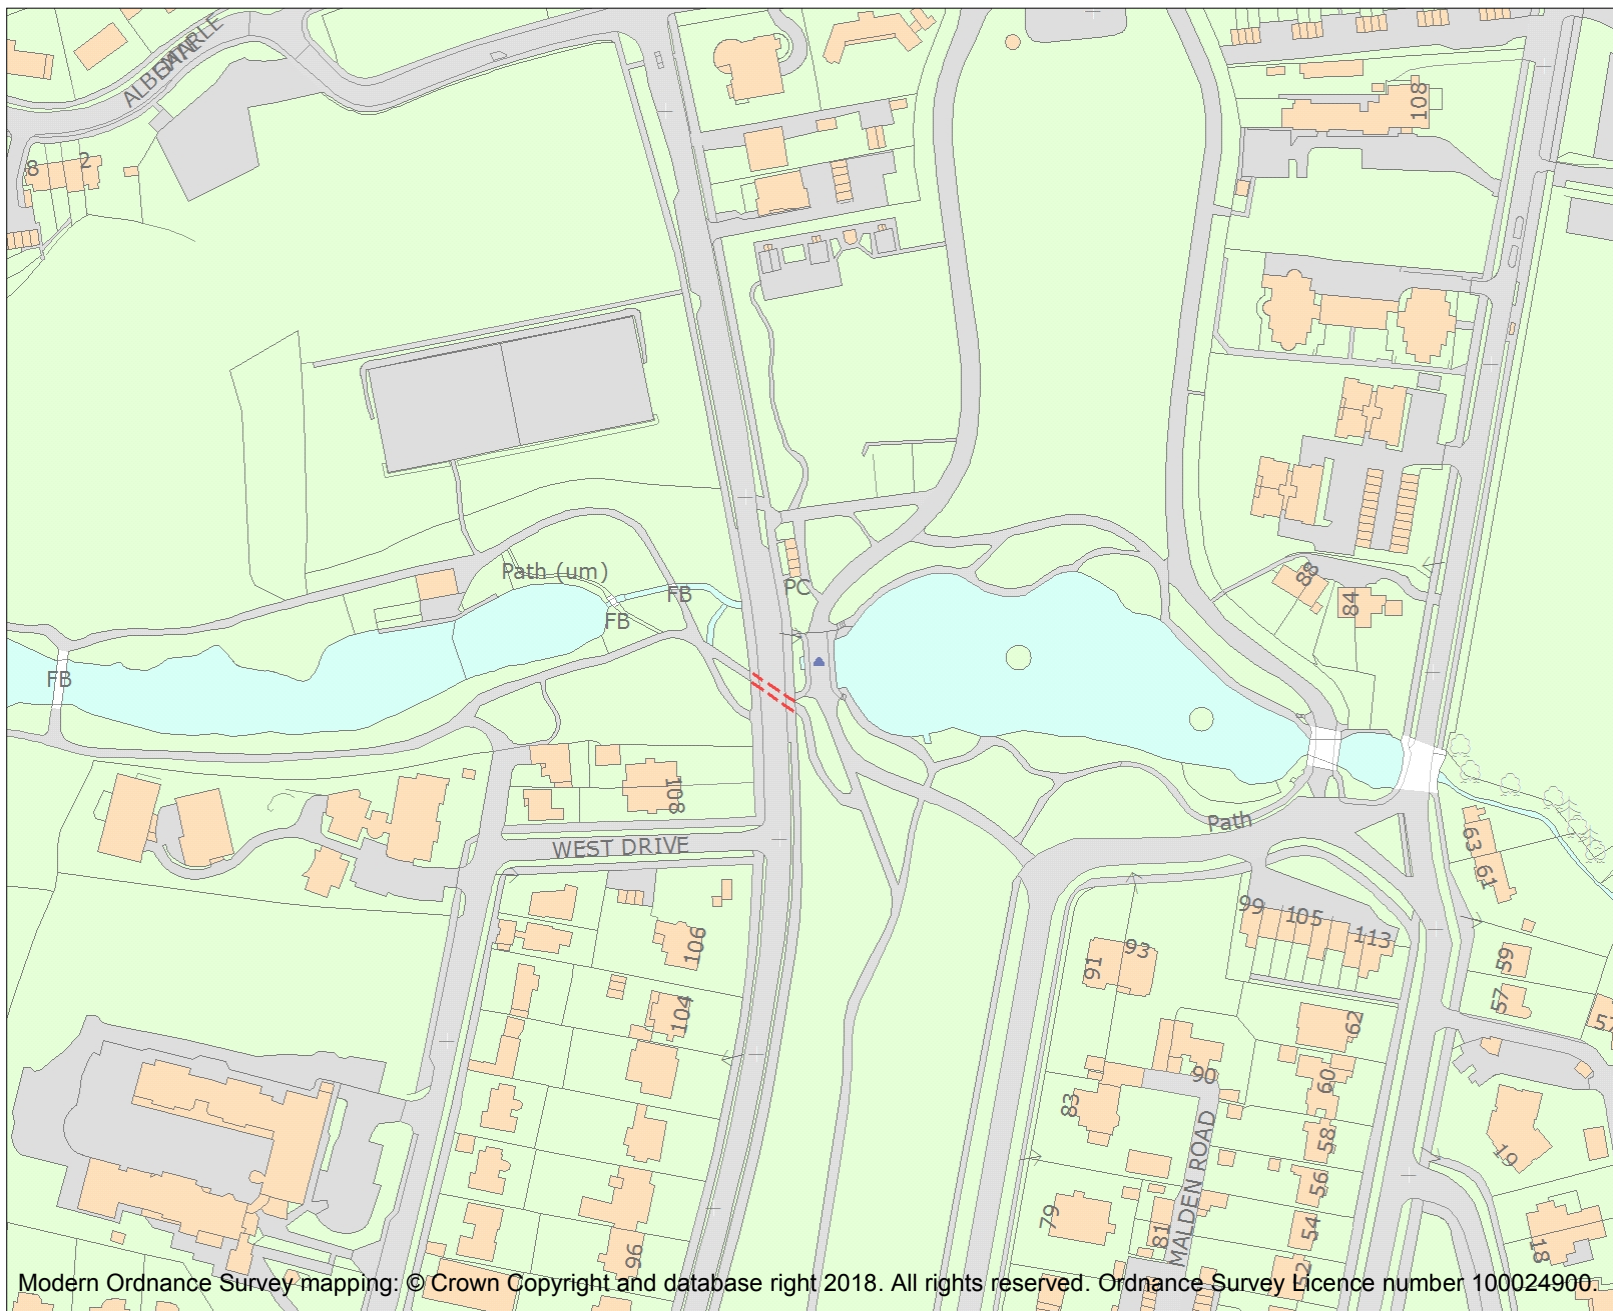 ALBEMARLE
GAP
108
8
2
Path (um)
FB
FB
PC
88
84
FB
108
WEST DRIVE
Path
63
61
99
105
113
106
91
93
59
57
104
62
57
90
60
83
58
19
56
MALDEN ROAD
79
81
54
18
96
52
Modern Ordnance Survey mapping: © Crown Copyright and database right 2018. All rights reserved. Ordnance Survey Licence number 100024900.